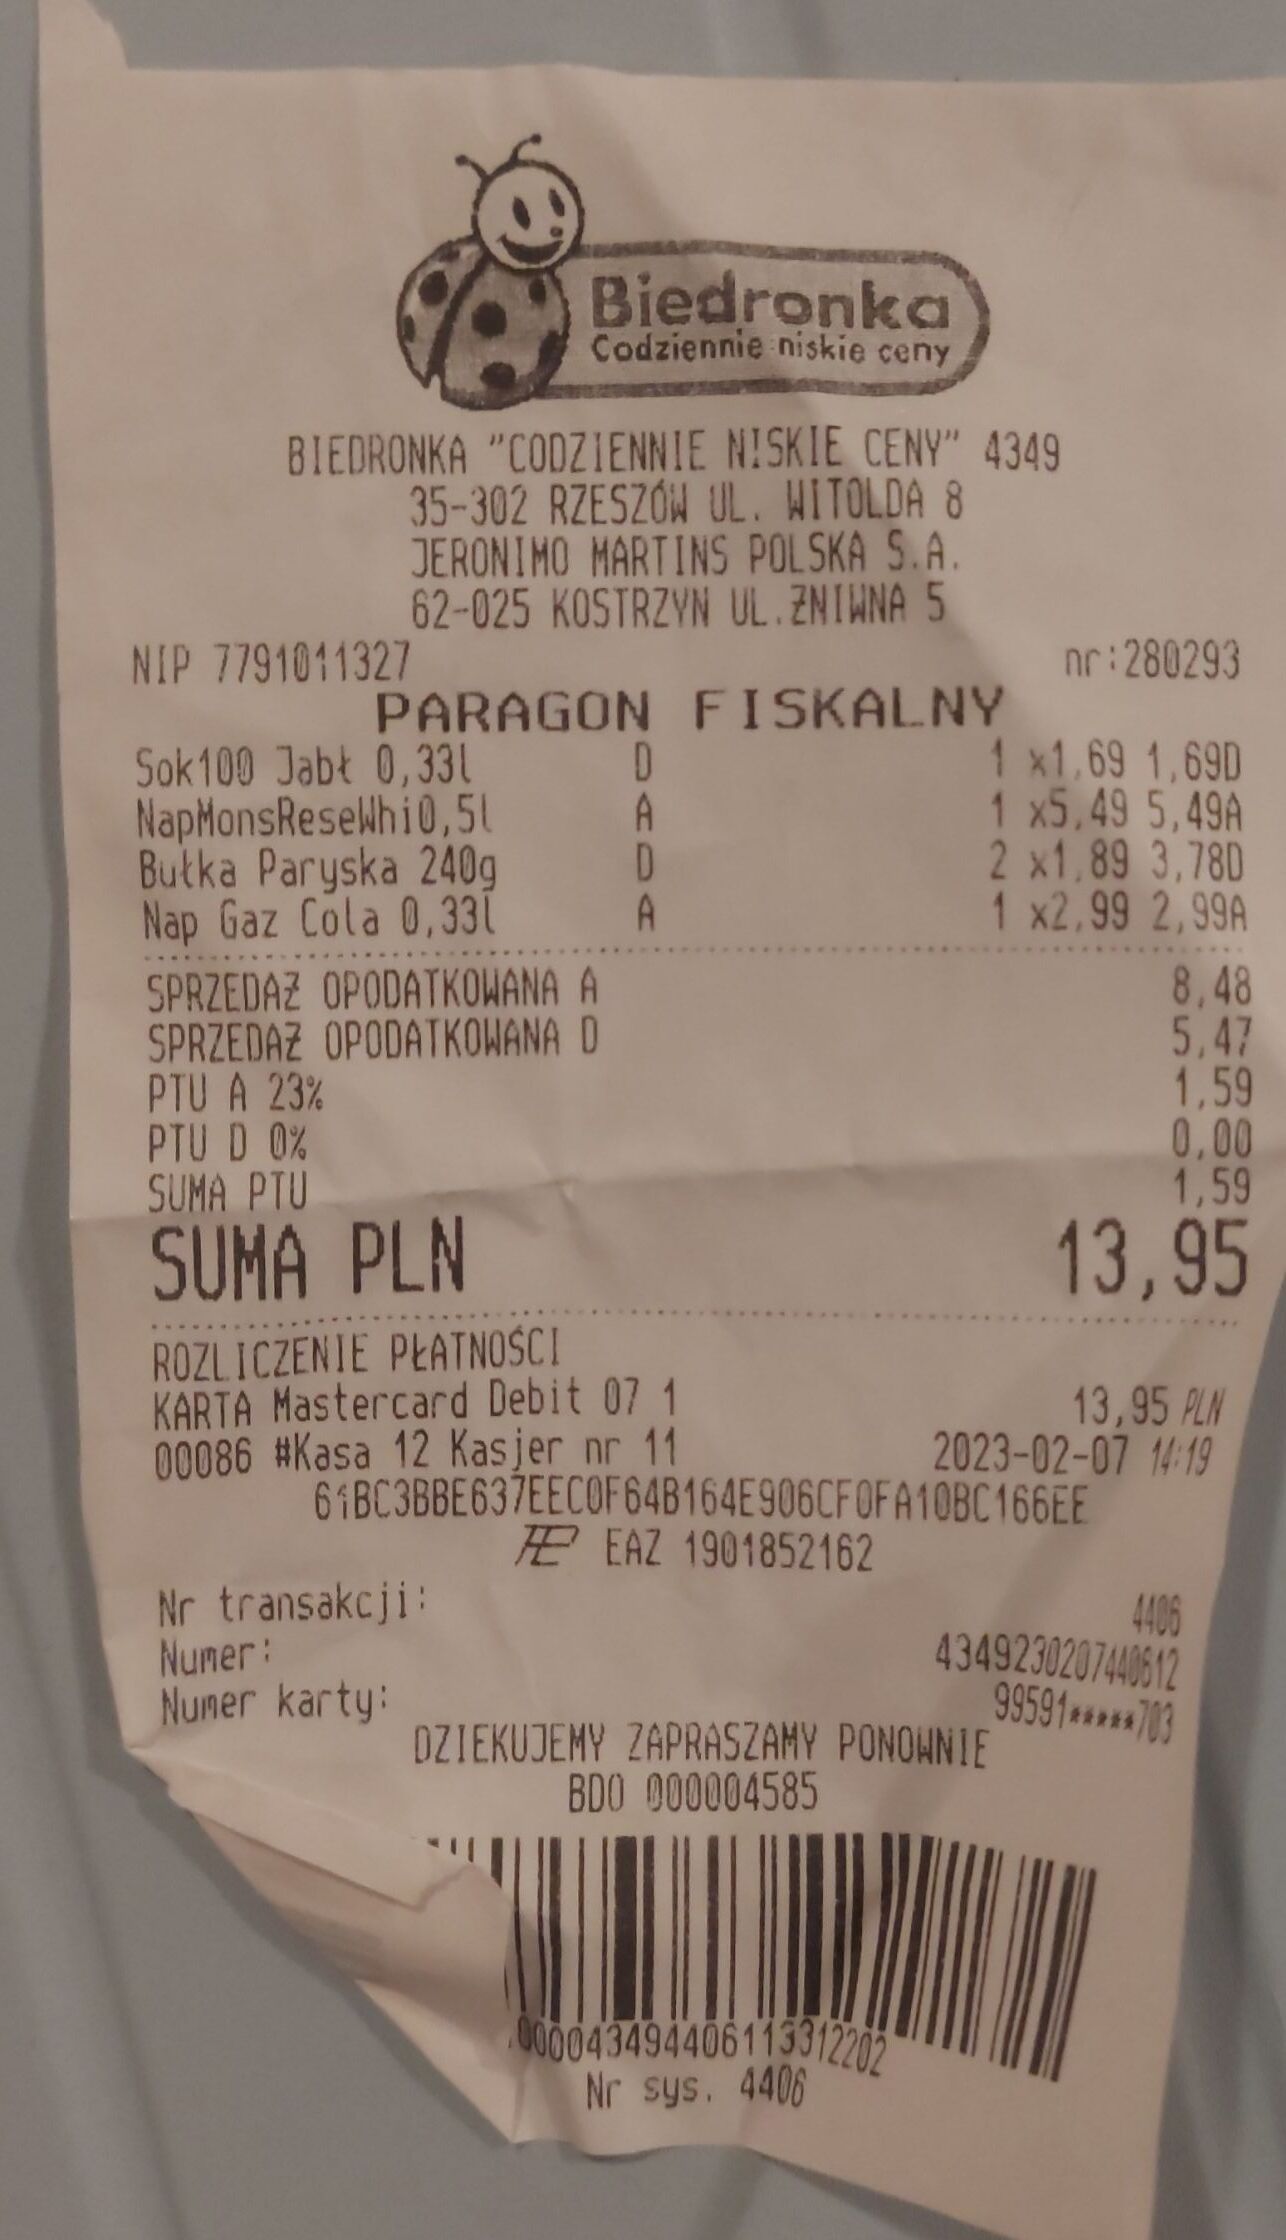 Biedronka
Codziennie niskie ceny
BIEDRONKA "CODZIENNIE NISKIE CENY" 4349
35-302 RZESZÓW UL. WITOLDA 8
JERONIMO MARTINS POLSKA S.A.
62-025 KOSTRZYN UL.ŻNIWNA 5
NIP 7791011327 nr:280293
PARAGON FISKALNY
Sok100 Jabł 0,33l D 1 x1,69 1,69D
NapMonsReseWhi0,5l A 1 x5,49 5,49A
Bułka Paryska 240g D 2 x1,89 3,78D
Nap Gaz Cola 0,33l A 1 x2,99 2,99A
SPRZEDAŻ OPODATKOWANA A 8,48
SPRZEDAŻ OPODATKOWANA D 5,47
PTU A 23% 1,59
PTU D 0% 0,00
SUMA PTU 1,59
SUMA PLN 13,95
ROZLICZENIE PŁATNOŚCI
KARTA Mastercard Debit 07 1 13,95 PLN
00086 #Kasa 12 Kasjer nr 11 2023-02-07 14:19
61BC3BBE637EEC0F64B164E906CF0FA10BC166EE
EAZ 1901852162
Nr transakcji: 4406
Numer: 4349230207440612
Numer karty: 99591*****703
DZIEKUJEMY ZAPRASZAMY PONOWNIE
BDO 000004585
000043494406113312202
Nr sys. 4406